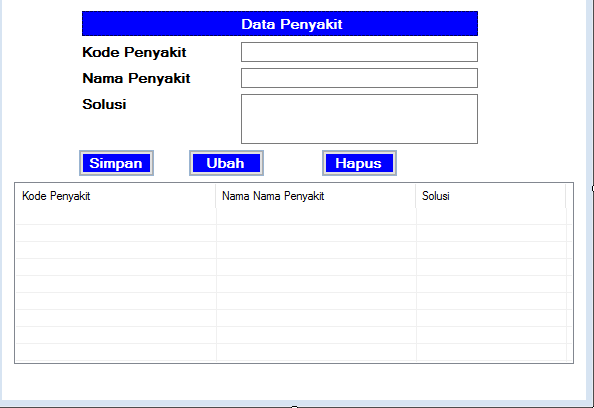 Data Penyakit
Kode Penyakit
Nama Penyakit
Solusi
Simpan Ubah Hapus
Kode Penyakit Nama Nama Penyakit Solusi